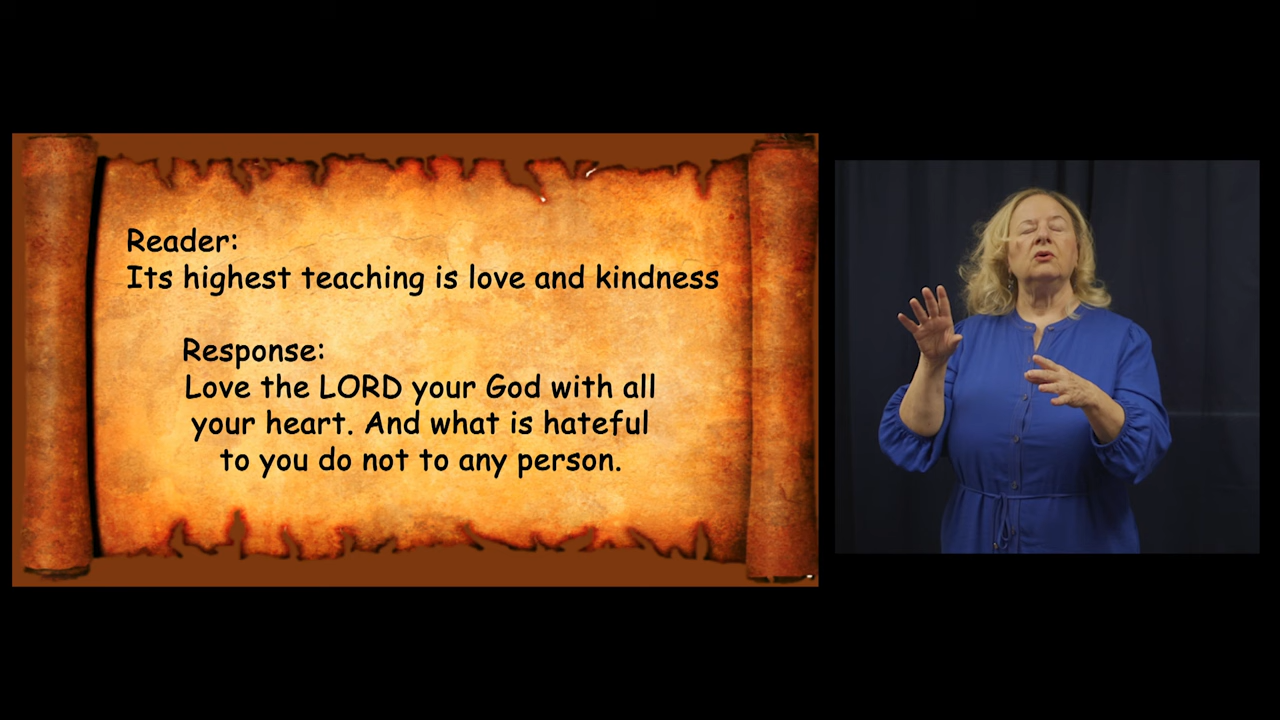 Reader:
Its highest teaching is love and kindness
Response:
Love the LORD your God with all
your heart. And what is hateful
to you do not to any person.